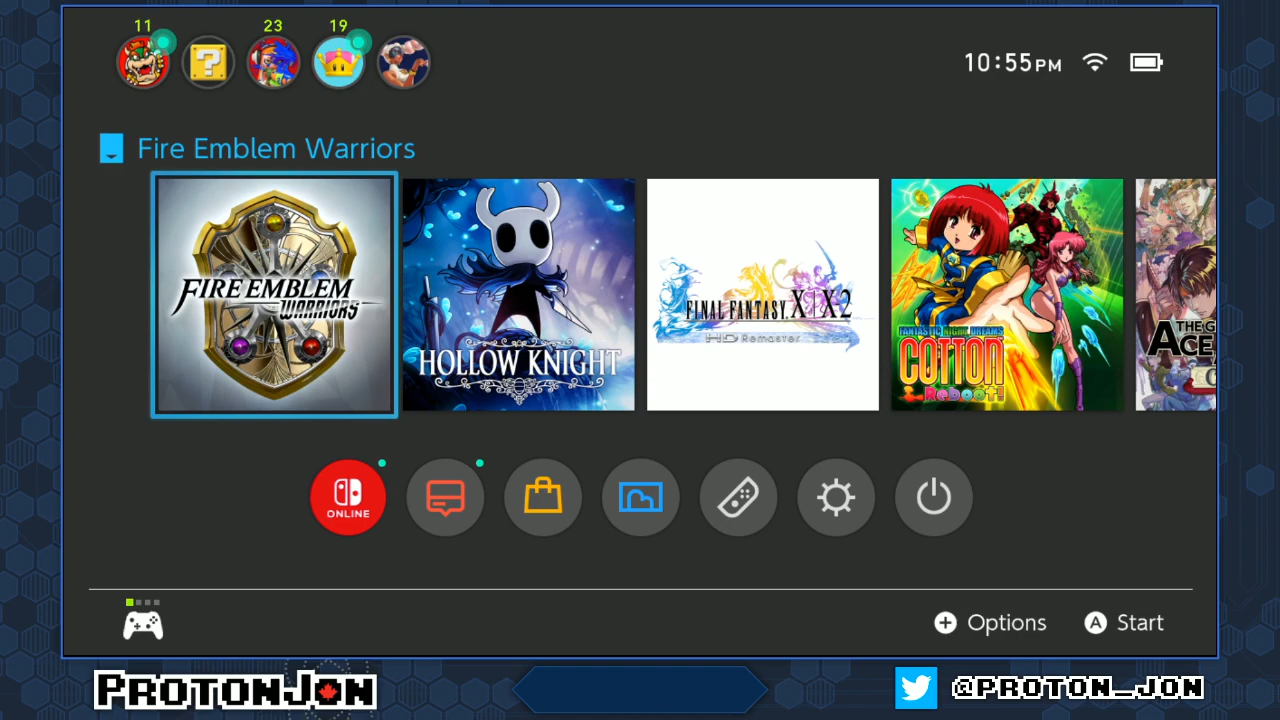 11 23 19
10:55PM
Fire Emblem Warriors
FIRE EMBLEM
WARRIORS
HOLLOW KNIGHT
FINAL FANTASY X|X2
HD Remaster
FANTASTIC NIGHT DREAMS
COTTON
Reboot!
THE G
ACE
ONLINE
Options
Start
PROTONJON
@PROTON_JON